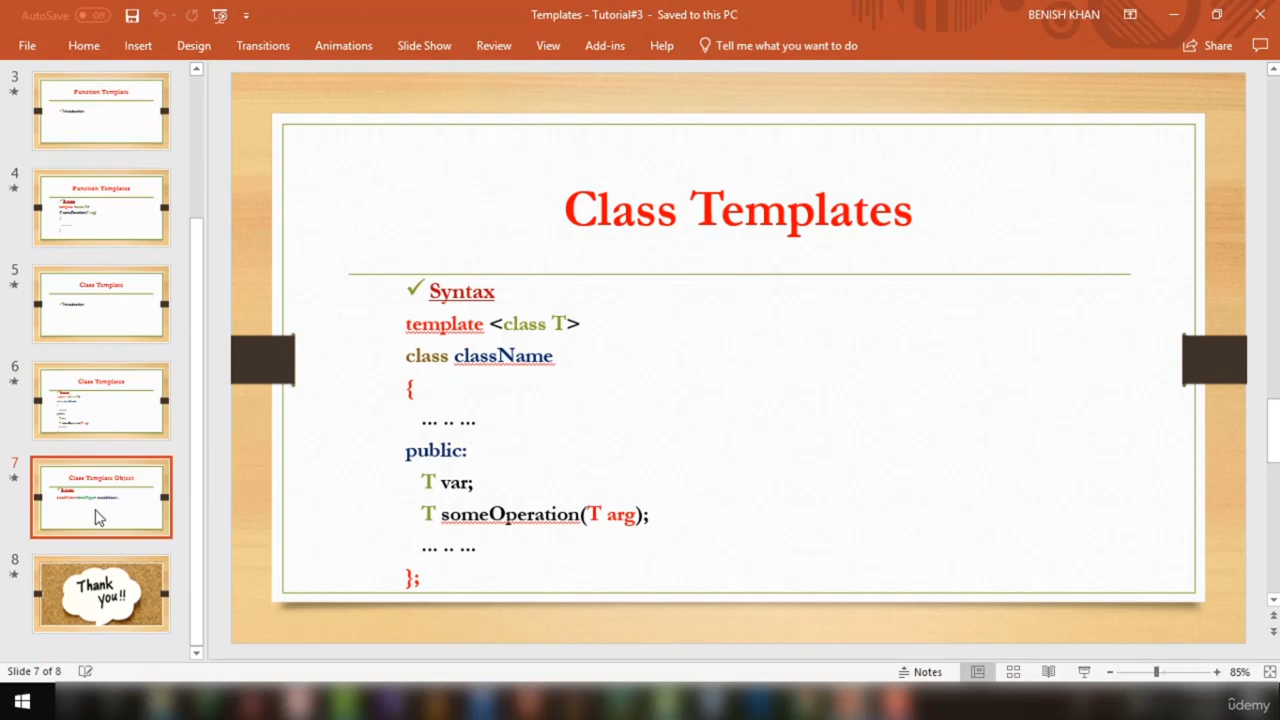 AutoSave Off
Templates - Tutorial#3 - Saved to this PC
BENISH KHAN
File Home Insert Design Transitions Animations Slide Show Review View Add-ins Help Tell me what you want to do Share
3
Function Template
4
Function Templates
5
Class Template
6
Class Templates
7
Class Template Object
8
Thank
you!!
Class Templates
✓ Syntax
template <class T>
class className
{
... .. ...
public:
T var;
T someOperation(T arg);
... .. ...
};
Slide 7 of 8
Notes
85%
ûdemy